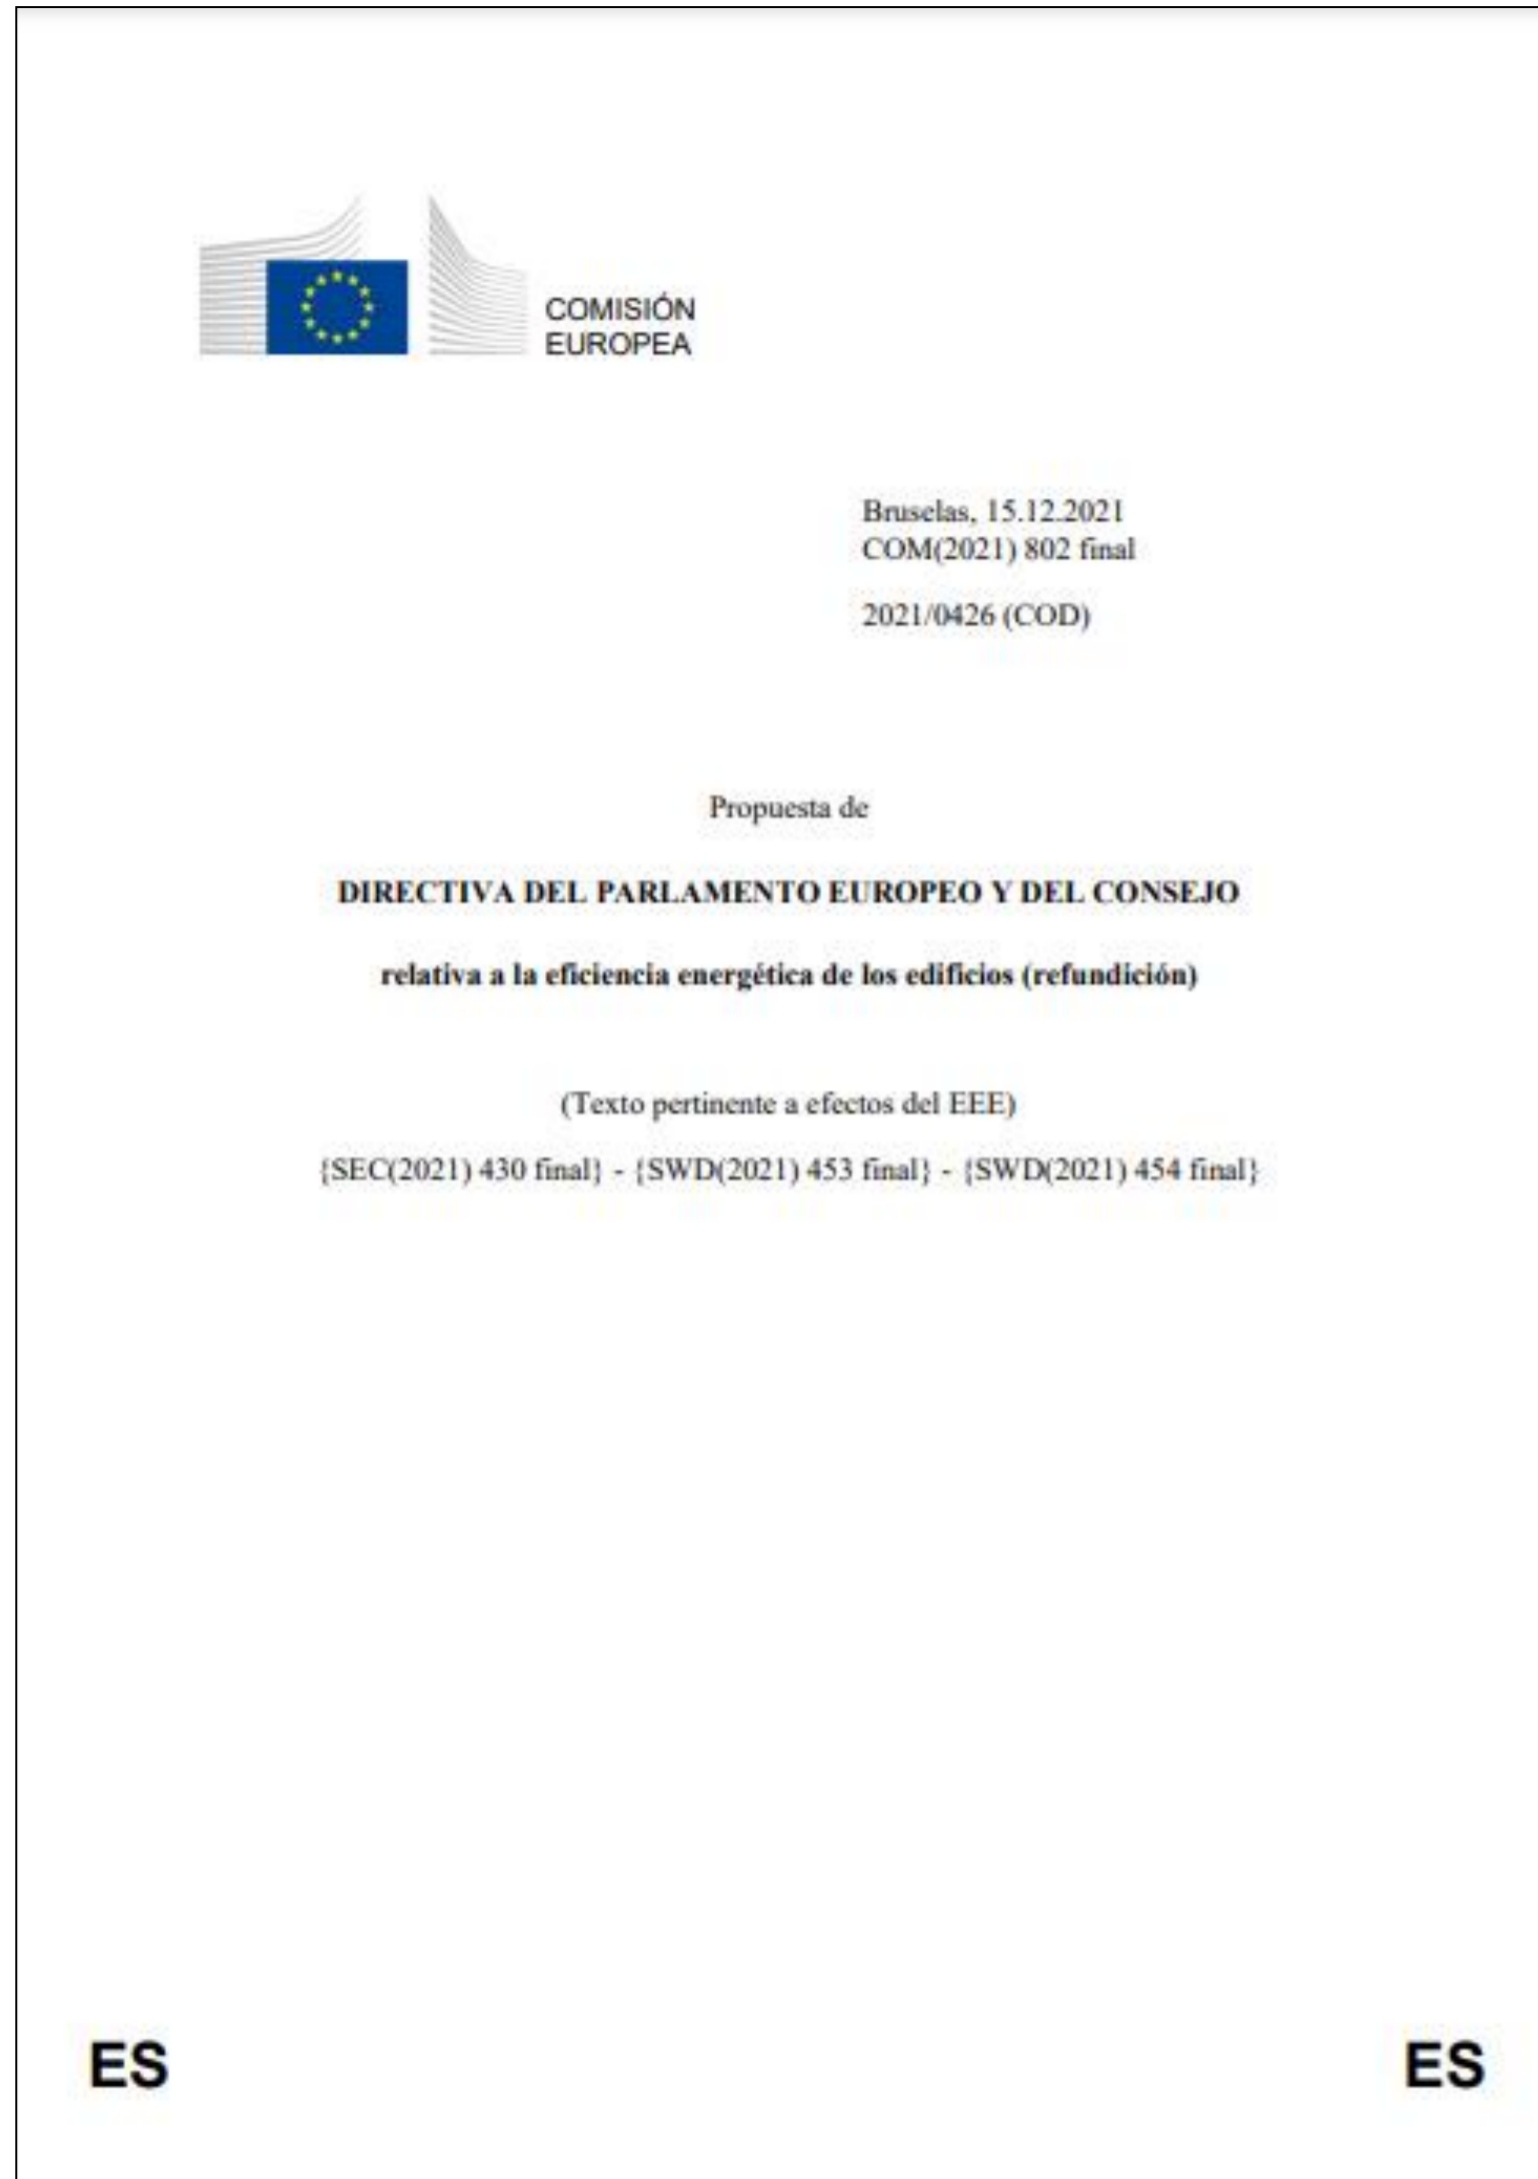 COMISIÓN
EUROPEA
Bruselas, 15.12.2021
COM(2021) 802 final
2021/0426 (COD)
Propuesta de
DIRECTIVA DEL PARLAMENTO EUROPEO Y DEL CONSEJO
relativa a la eficiencia energética de los edificios (refundición)
(Texto pertinente a efectos del EEE)
{SEC(2021) 430 final} - {SWD(2021) 453 final} - {SWD(2021) 454 final}
ES ES